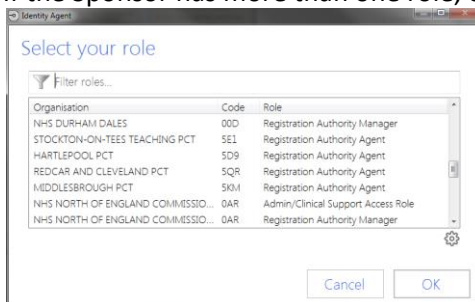 If the Sponsor has more than one role,
Identity Agent
Select your role
Filter roles...
Organisation Code Role
NHS DURHAM DALES 00D Registration Authority Manager
STOCKTON-ON-TEES TEACHING PCT 5E1 Registration Authority Agent
HARTLEPOOL PCT 5D9 Registration Authority Agent
REDCAR AND CLEVELAND PCT 5QR Registration Authority Agent
MIDDLESBROUGH PCT 5KM Registration Authority Agent
NHS NORTH OF ENGLAND COMMISSIO... 0AR Admin/Clinical Support Access Role
NHS NORTH OF ENGLAND COMMISSIO... 0AR Registration Authority Manager
Cancel OK